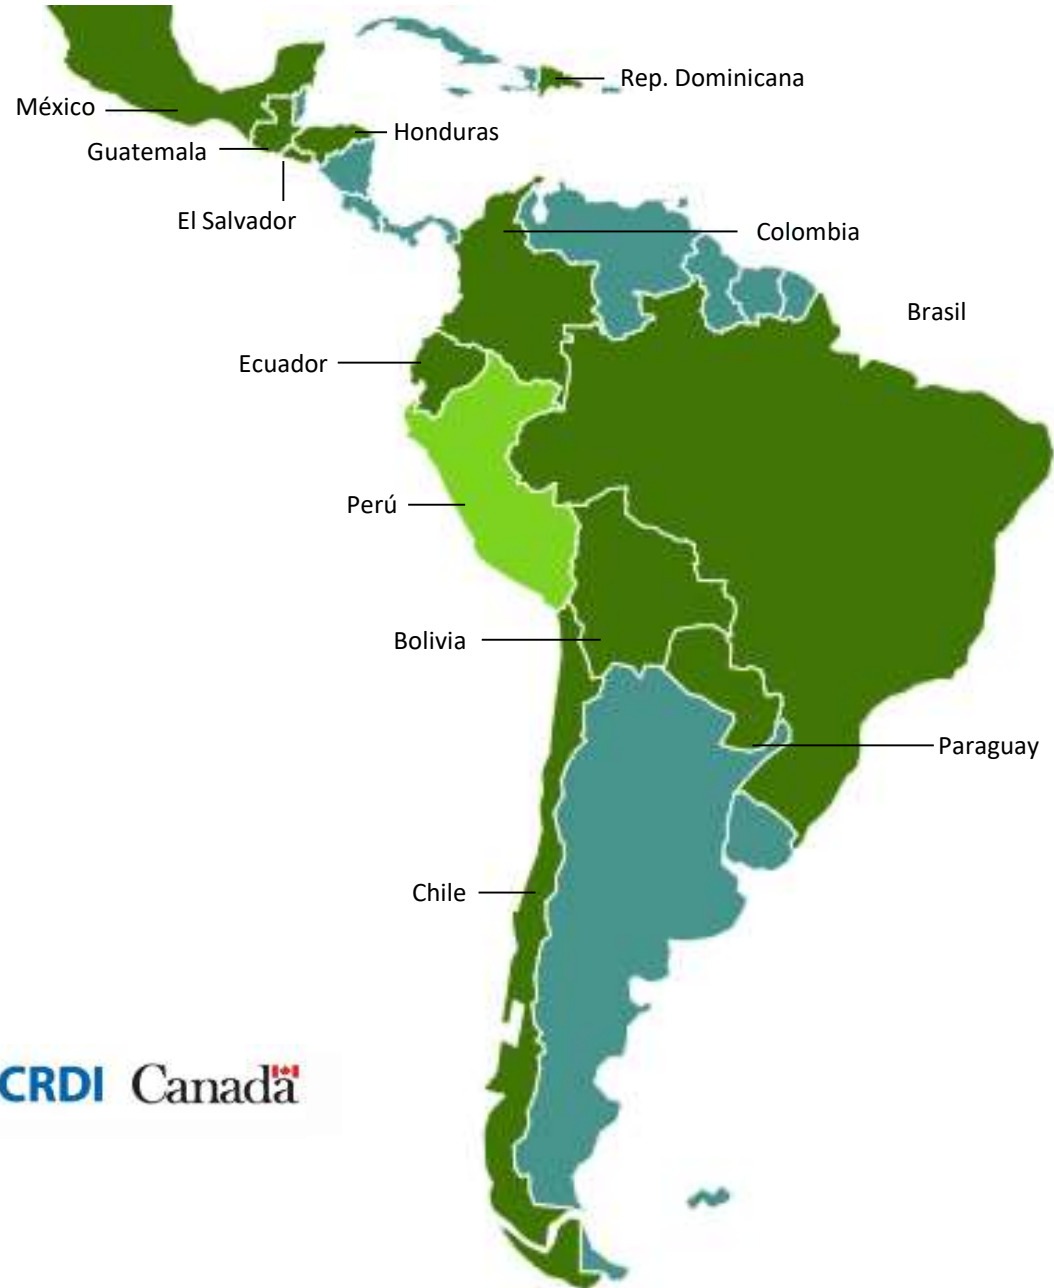 Rep. Dominicana
México
Honduras
Guatemala
El Salvador
Colombia
Brasil
Ecuador
Perú
Bolivia
Paraguay
Chile
CRDI Canada